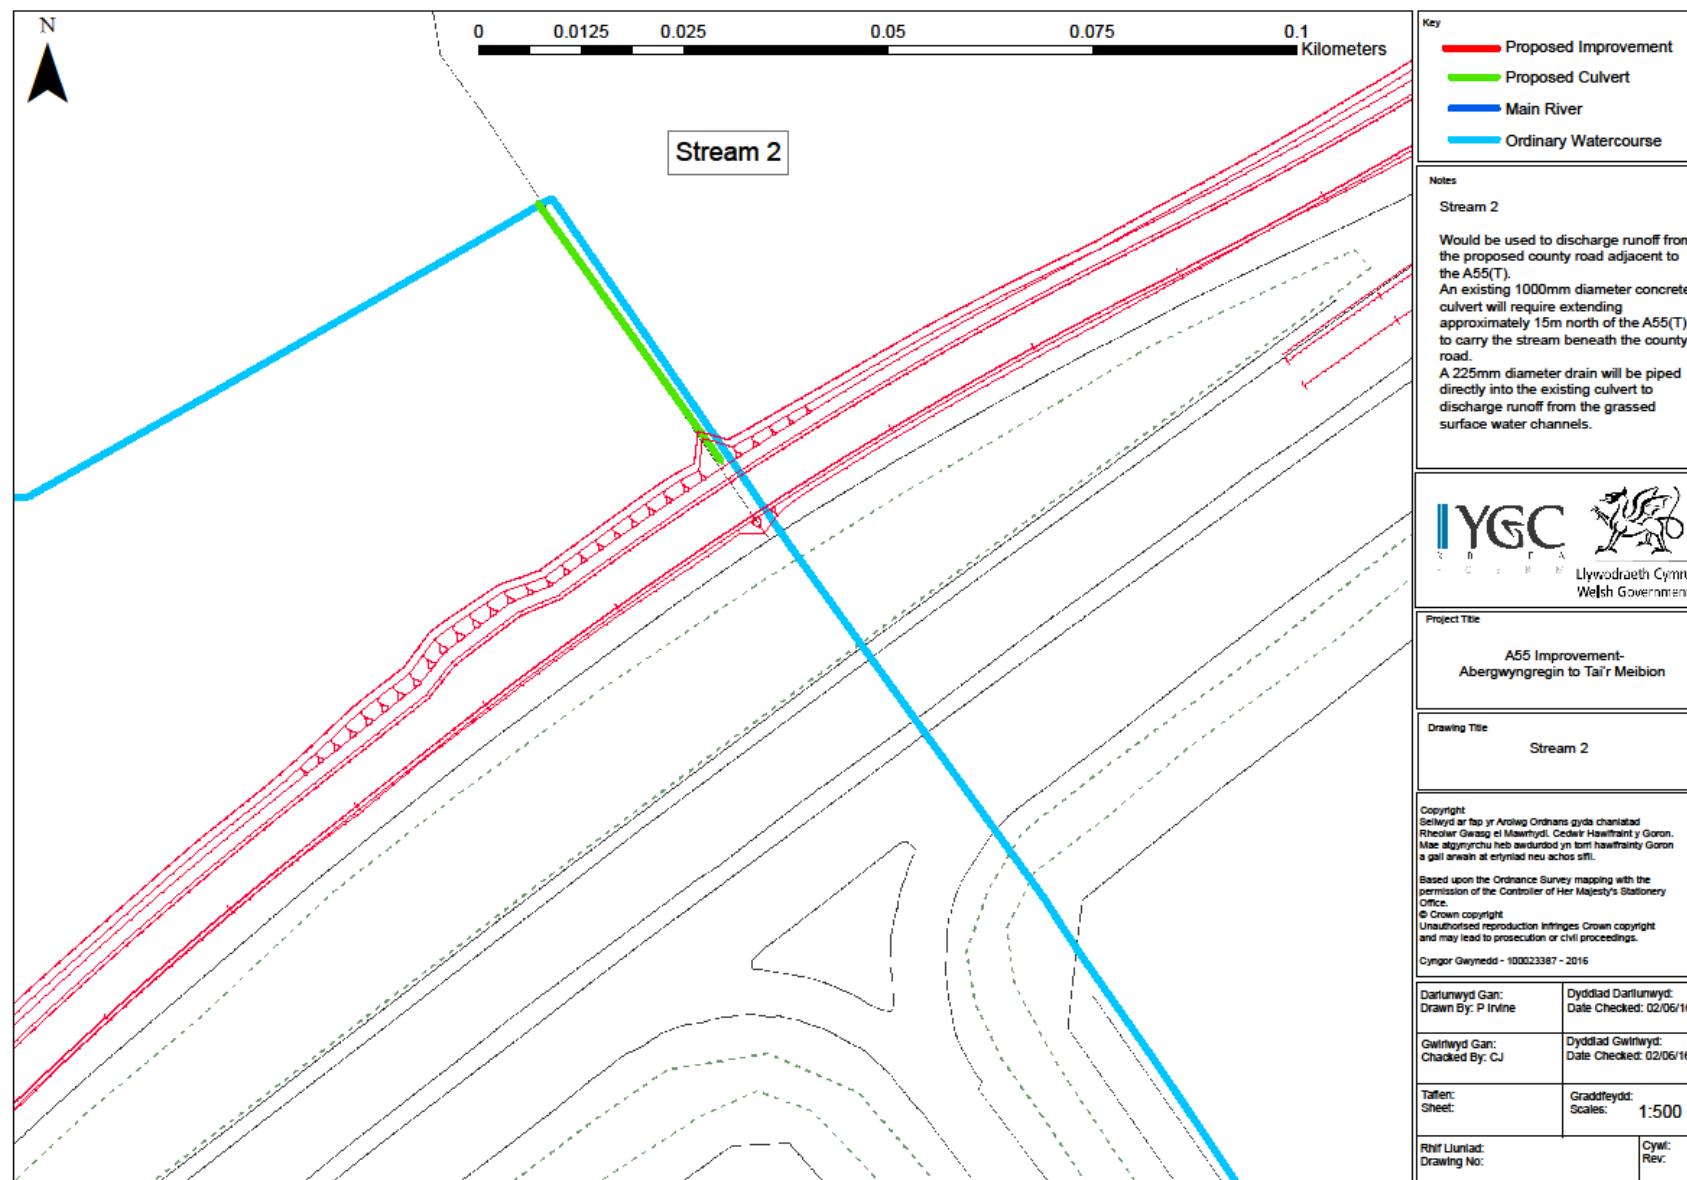 N
0 0.0125 0.025 0.05 0.075 0.1
Kilometers
Stream 2
Key
Proposed Improvement
Proposed Culvert
Main River
Ordinary Watercourse
Notes
Stream 2
Would be used to discharge runoff from
the proposed county road adjacent to
the A55(T).
An existing 1000mm diameter concrete
culvert will require extending
approximately 15m north of the A55(T)
to carry the stream beneath the county
road.
A 225mm diameter drain will be piped
directly into the existing culvert to
discharge runoff from the grassed
surface water channels.
YGC
Llywodraeth Cymru
Welsh Government
Project Title
A55 Improvement-
Abergwyngregin to Tai'r Meibion
Drawing Title
Stream 2
Copyright
Seiliwyd ar fap yr Arolwg Ordnans gyda chaniatad
Rheolwr Gwasg ei Mawrhydi. Cedwir Hawlfraint y Goron.
Mae atgynyrchu heb awdurdod yn torri hawlfrainty Goron
a gall arwain at erlyniad neu achos sifil.
Based upon the Ordnance Survey mapping with the
permission of the Controller of Her Majesty's Stationery
Office.
© Crown copyright
Unauthorised reproduction infringes Crown copyright
and may lead to prosecution or civil proceedings.
Cyngor Gwynedd - 100023387 - 2016
Darlunwyd Gan:
Drawn By: P Irvine
Dyddiad Darllunwyd:
Date Checked: 02/06/16
Gwiriwyd Gan:
Chacked By: CJ
Dyddiad Gwiriwyd:
Date Checked: 02/06/16
Taflen:
Sheet:
Graddfeydd:
Scales: 1:500
Rhif Lluniad:
Drawing No:
Cywi:
Rev: